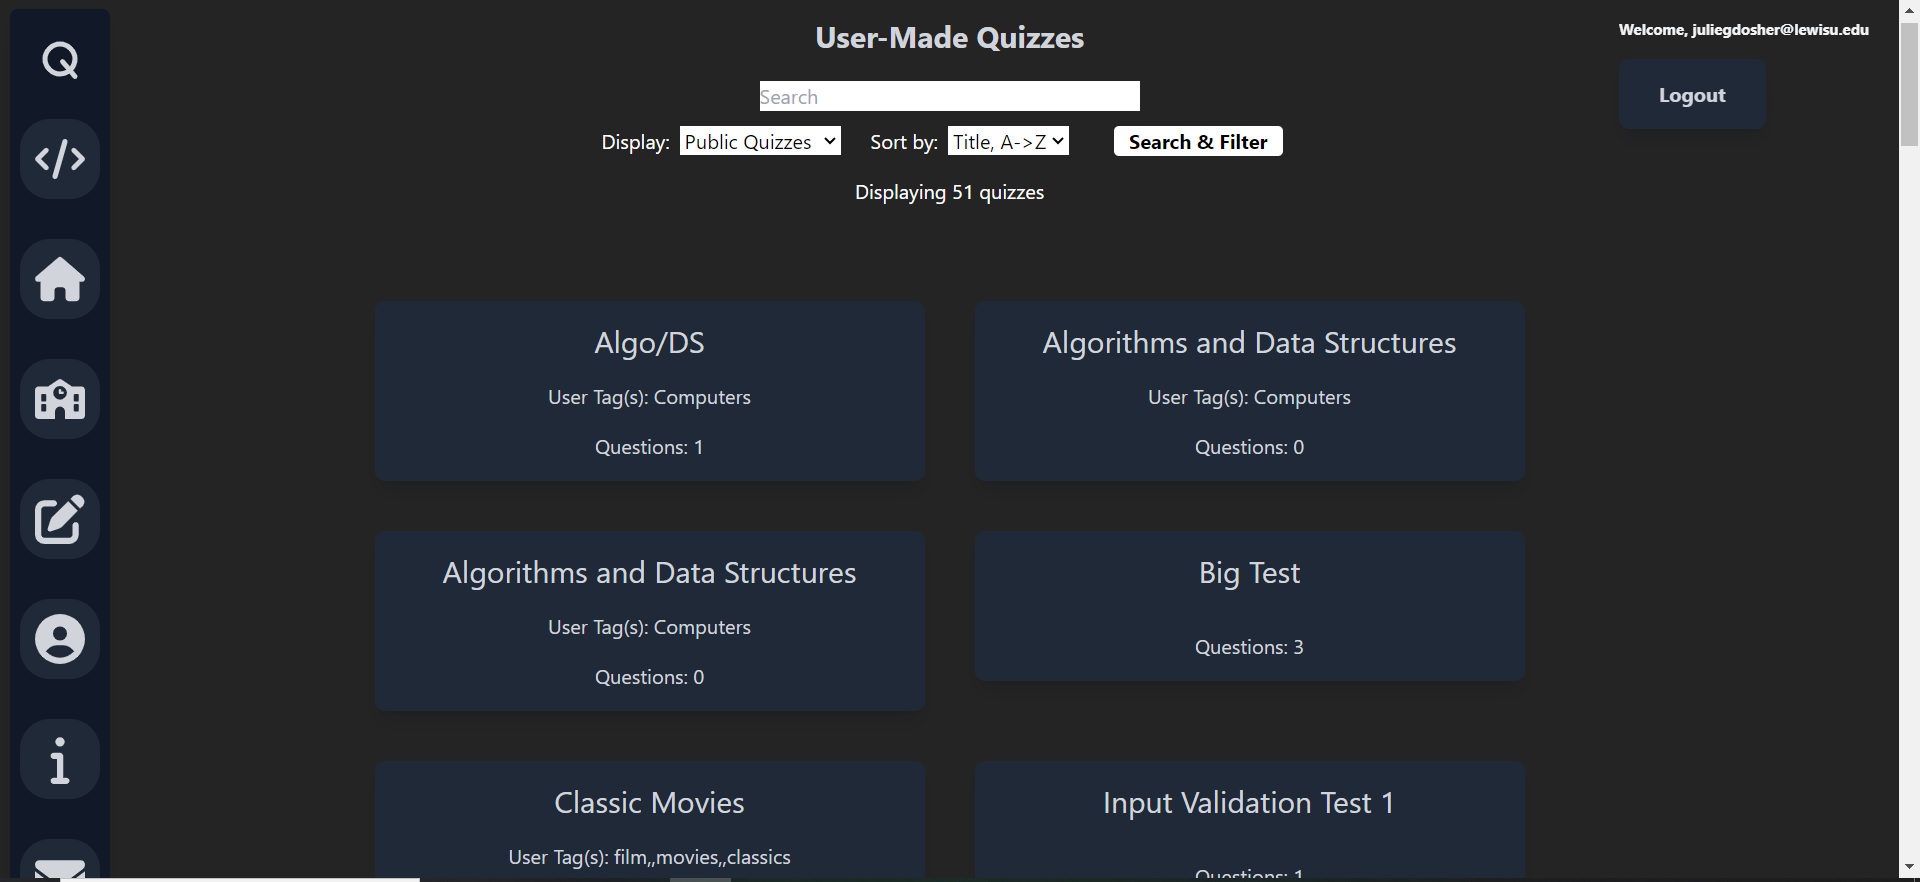 User-Made Quizzes
Welcome, juliegdosher@lewisu.edu
Logout
Search
Display: Public Quizzes Sort by: Title, A->Z Search & Filter
Displaying 51 quizzes
Algo/DS
User Tag(s): Computers
Questions: 1
Algorithms and Data Structures
User Tag(s): Computers
Questions: 0
Algorithms and Data Structures
User Tag(s): Computers
Questions: 0
Big Test
Questions: 3
Classic Movies
User Tag(s): film,,movies,,classics
Input Validation Test 1
Questions: 1